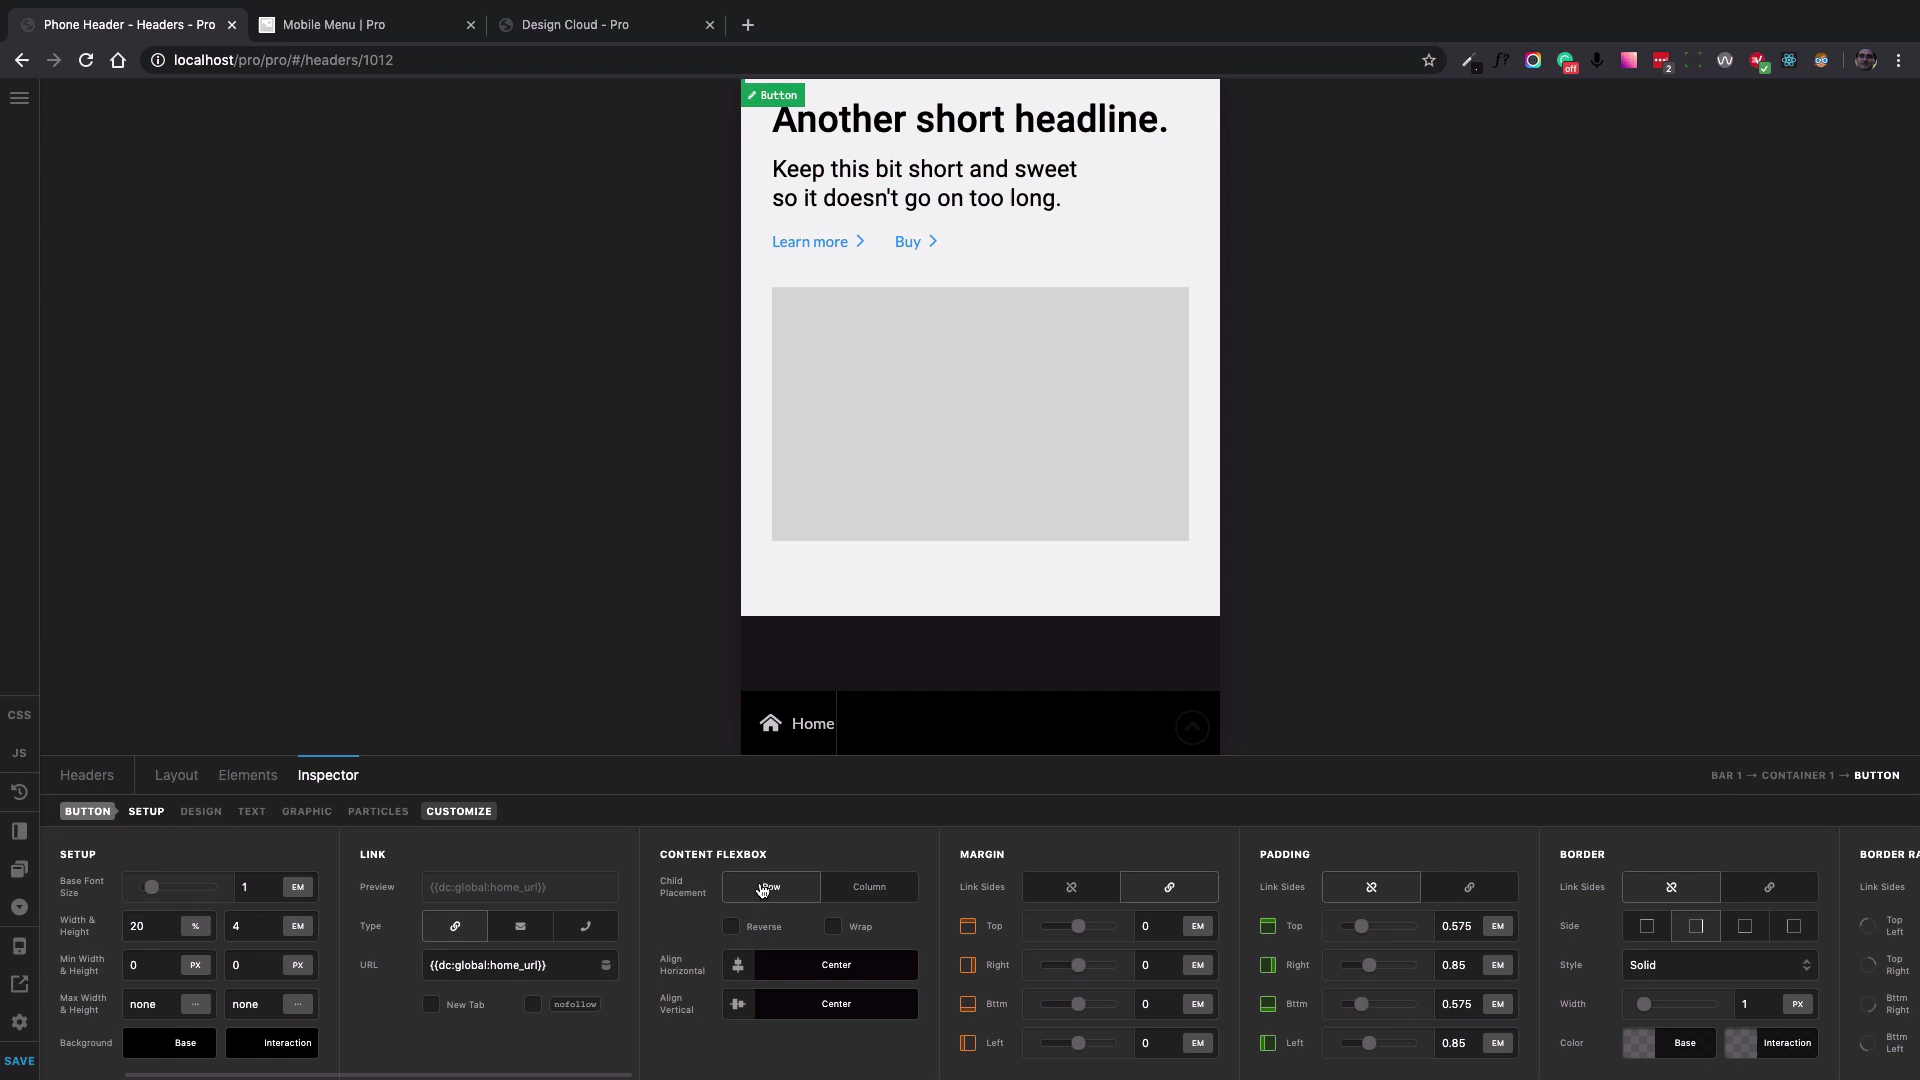 Phone Header - Headers - Pro
Mobile Menu | Pro
Design Cloud - Pro
localhost/pro/pro/#/headers/1012
f?
off
2
Button
Another short headline.
Keep this bit short and sweet
so it doesn't go on too long.
Learn more
Buy
Home
CSS
JS
SAVE
Headers
Layout
Elements
Inspector
BAR 1 → CONTAINER 1 → BUTTON
BUTTON
SETUP
DESIGN
TEXT
GRAPHIC
PARTICLES
CUSTOMIZE
SETUP
Base Font
Size
1
EM
Width &
Height
20
%
4
EM
Min Width
& Height
0
PX
0
PX
Max Width
& Height
none
...
none
...
Background
Base
Interaction
LINK
Preview
{{dc:global:home_url}}
Type
URL
{{dc:global:home_url}}
New Tab
nofollow
CONTENT FLEXBOX
Child
Placement
Row
Column
Reverse
Wrap
Align
Horizontal
Center
Align
Vertical
Center
MARGIN
Link Sides
Top
0
EM
Right
0
EM
Bttm
0
EM
Left
0
EM
PADDING
Link Sides
Top
0.575
EM
Right
0.85
EM
Bttm
0.575
EM
Left
0.85
EM
BORDER
Link Sides
Side
Style
Solid
Width
1
PX
Color
Base
Interaction
BORDER RA
Link Sides
Top
Left
Top
Right
Bttm
Right
Bttm
Left